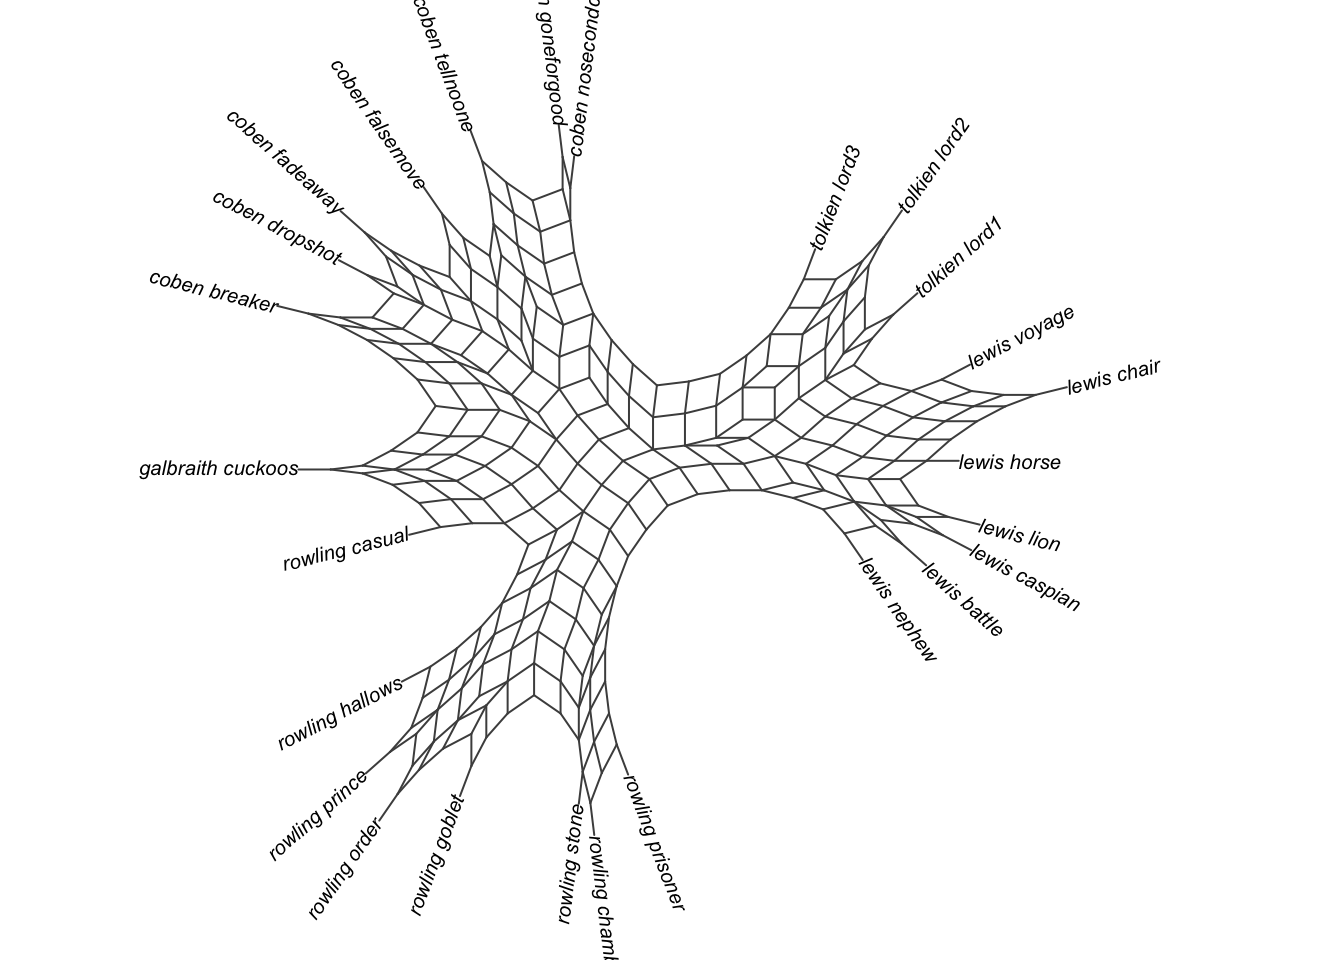 coben tellnoone
goneforgood
coben
coben falsemove
coben fadeaway
coben dropshot
coben breaker
galbraith cuckoos
rowling casual
rowling hallows
rowling prince
rowling order
rowling goblet
rowling stone
rowling
rowling prisoner
lewis nephew
lewis battle
lewis caspian
lewis lion
lewis horse
lewis chair
lewis voyage
tolkien lord1
tolkien lord2
tolkien lord3